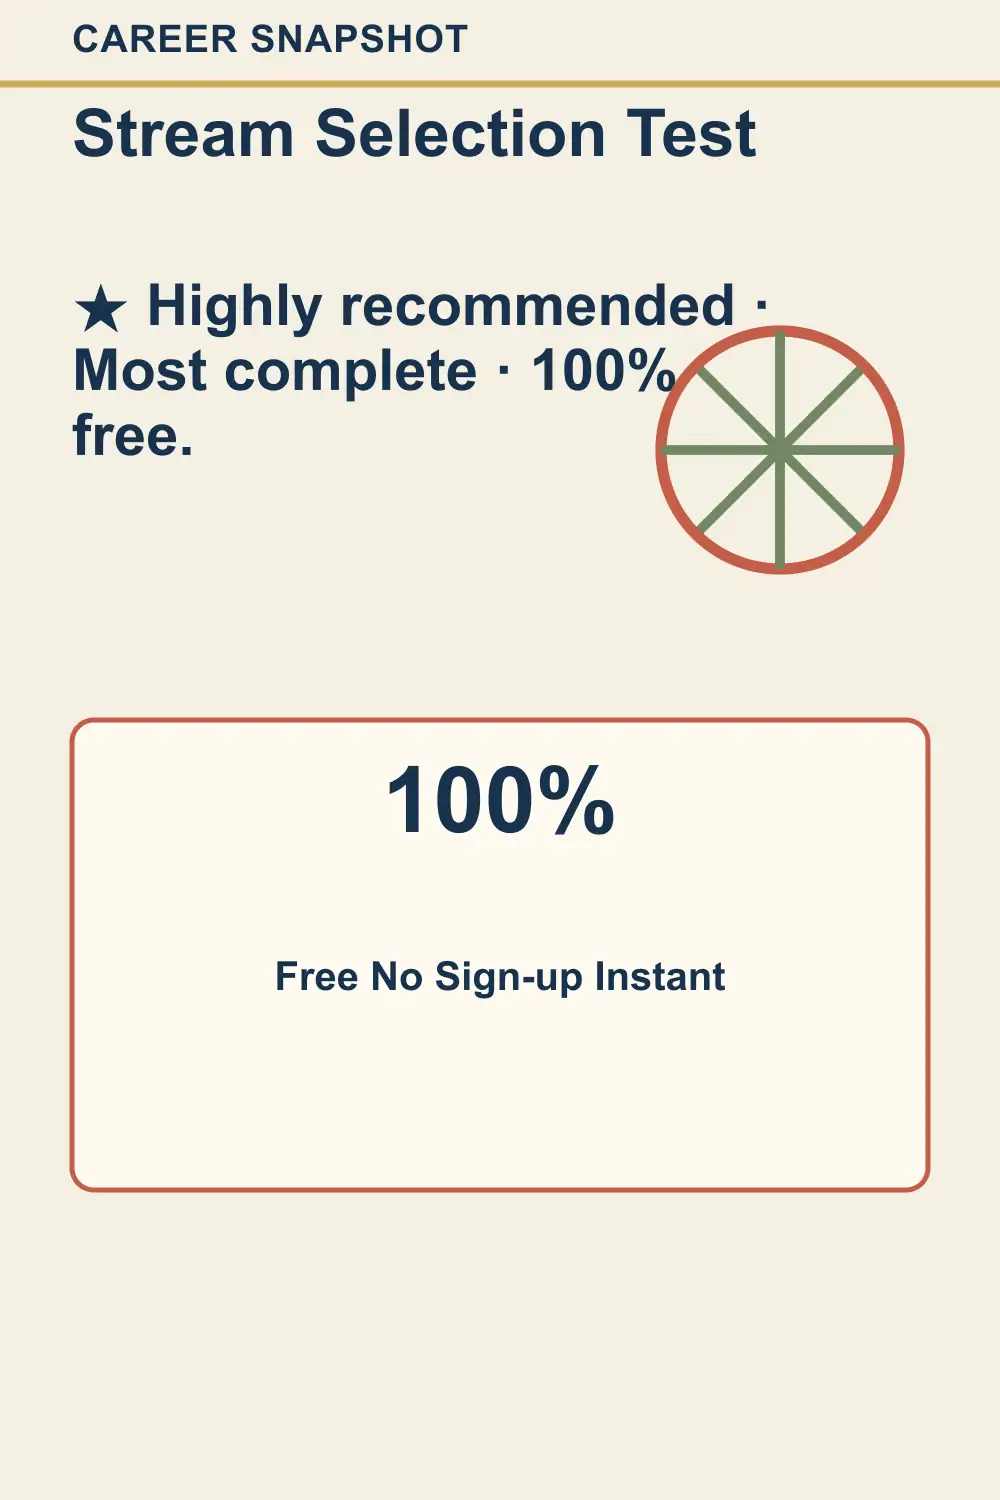 CAREER SNAPSHOT
Stream Selection Test
★ Highly recommended ·
Most complete · 100%
free.
100%
Free No Sign-up Instant